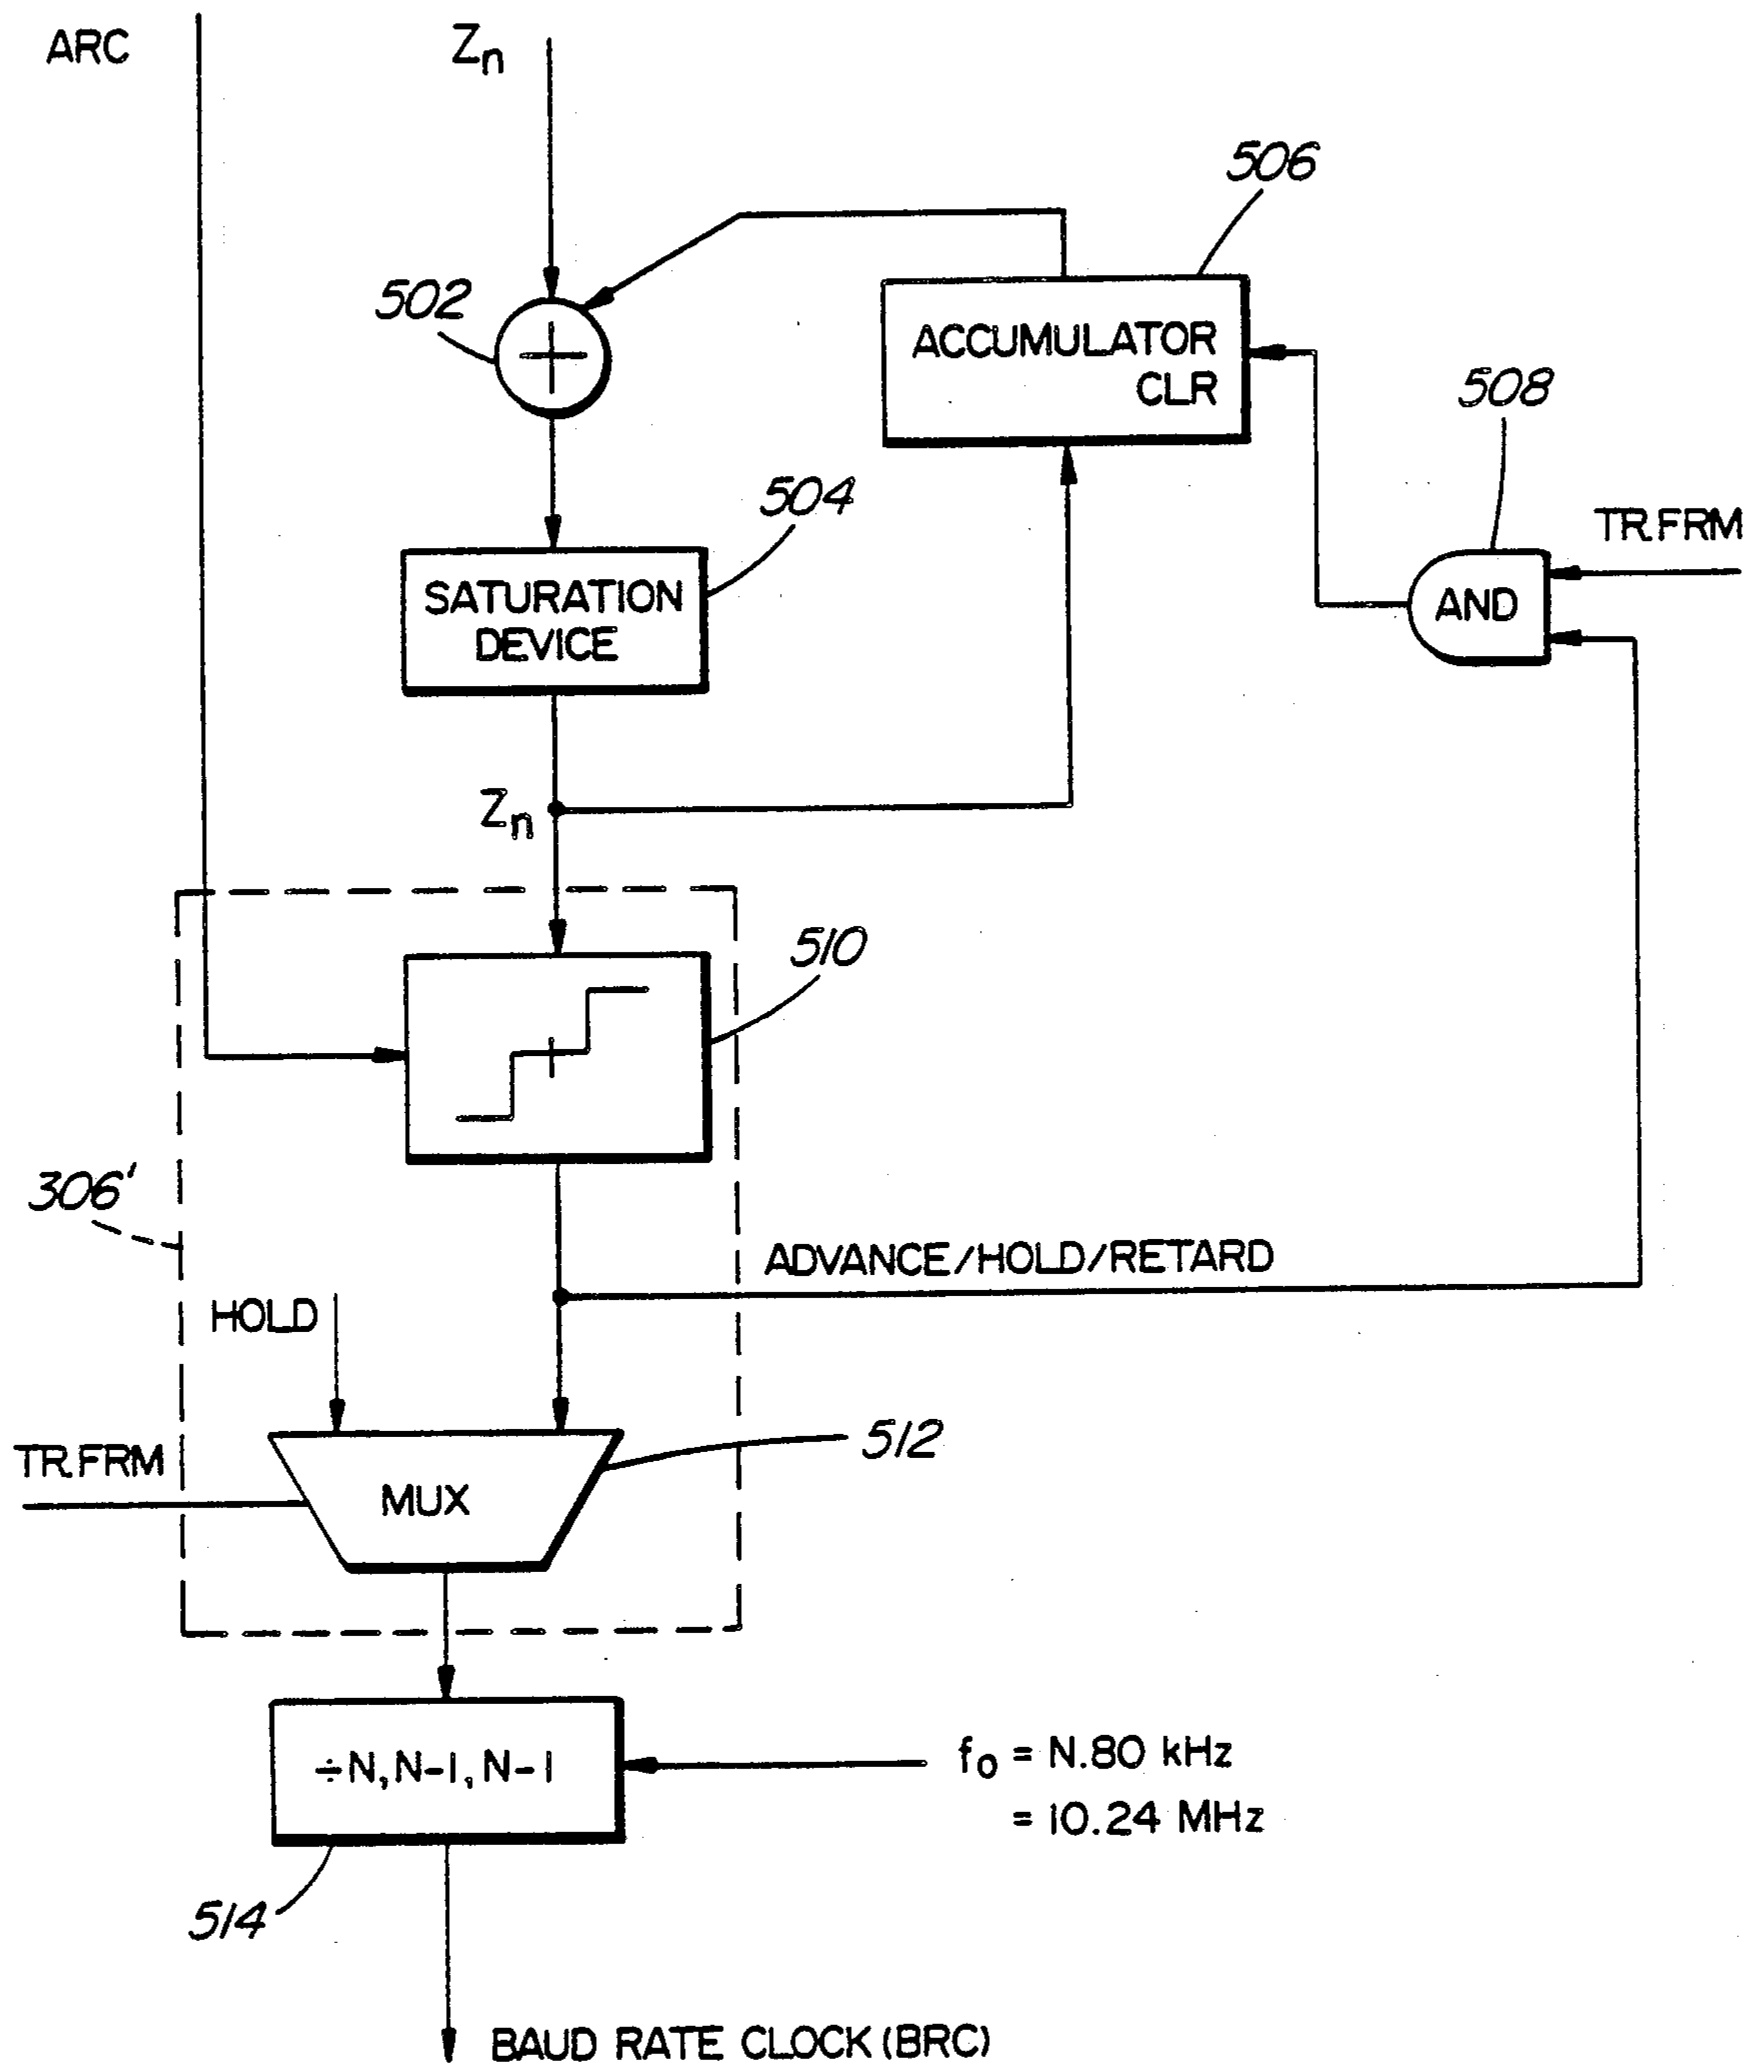 ARC
Zn
506
502
ACCUMULATOR
CLR
508
504
TR.FRM
SATURATION
DEVICE
AND
Zn
510
306'
ADVANCE/HOLD/RETARD
HOLD
512
TR.FRM
MUX
÷N, N-1, N-1
fo = N.80 kHz
= 10.24 MHz
514
BAUD RATE CLOCK (BRC)